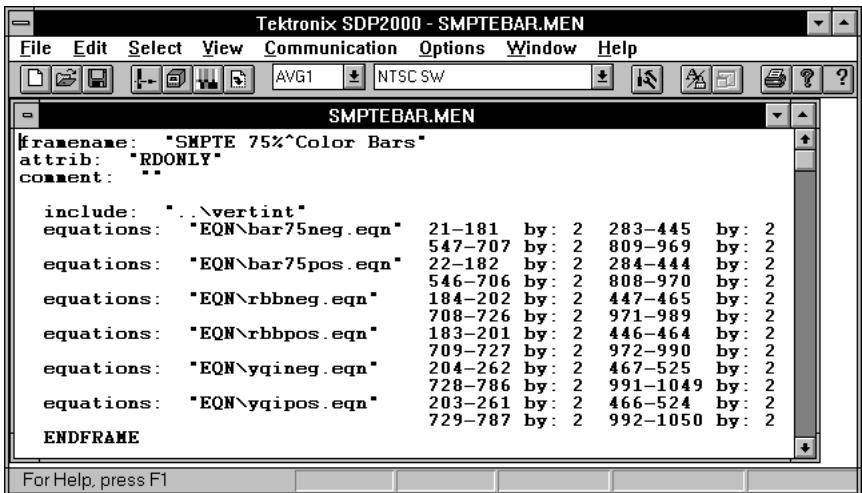 Tektronix SDP2000 - SMPTEBAR.MEN
File Edit Select View Communication Options Window Help
AVG1 NTSC SW
SMPTEBAR.MEN
framename: "SMPTE 75%^Color Bars"
attrib: "RDONLY"
comment: ""
include: "..\vertint"
equations: "EQN\bar75neg.eqn" 21-181 by: 2 283-445 by: 2
547-707 by: 2 809-969 by: 2
equations: "EQN\bar75pos.eqn" 22-182 by: 2 284-444 by: 2
546-706 by: 2 808-970 by: 2
equations: "EQN\rbbneg.eqn" 184-202 by: 2 447-465 by: 2
708-726 by: 2 971-989 by: 2
equations: "EQN\rbbpos.eqn" 183-201 by: 2 446-464 by: 2
709-727 by: 2 972-990 by: 2
equations: "EQN\yqineg.eqn" 204-262 by: 2 467-525 by: 2
728-786 by: 2 991-1049 by: 2
equations: "EQN\yqipos.eqn" 203-261 by: 2 466-524 by: 2
729-787 by: 2 992-1050 by: 2
ENDFRAME
For Help, press F1